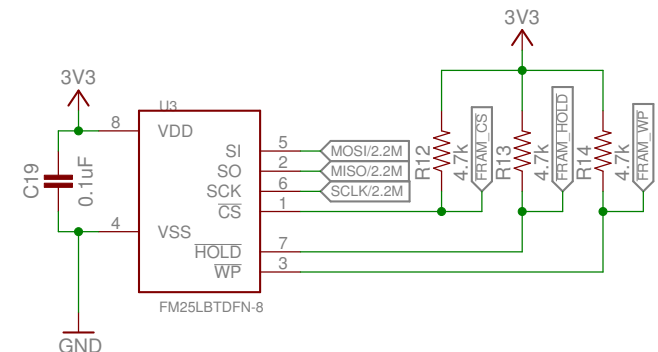 3V3
3V3
U3
8
VDD
SI
5
MOSI/2.2M
SO
2
MISO/2.2M
SCK
6
SCLK/2.2M
CS
1
C19
0.1uF
R12
4.7k
FRAM_CS
R13
4.7k
FRAM_HOLD
R14
4.7k
FRAM_WP
4
VSS
HOLD
7
WP
3
FM25LBTDFN-8
GND